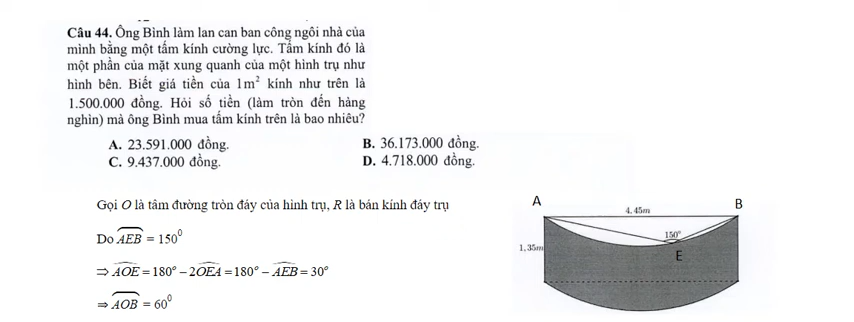 Câu 44. Ông Bình làm lan can ban công ngôi nhà của
mình bằng một tấm kính cường lực. Tấm kính đó là
một phần của mặt xung quanh của một hình trụ như
hình bên. Biết giá tiền của 1m² kính như trên là
1.500.000 đồng. Hỏi số tiền (làm tròn đến hàng
nghìn) mà ông Bình mua tấm kính trên là bao nhiêu?
A. 23.591.000 đồng. B. 36.173.000 đồng.
C. 9.437.000 đồng. D. 4.718.000 đồng.
Gọi O là tâm đường tròn đáy của hình trụ, R là bán kính đáy trụ
Do AEB = 150⁰
⇒ AOE = 180° − 2OEA = 180° − AEB = 30°
⇒ AOB = 60⁰
A B
4,45m
150°
1,35m
E